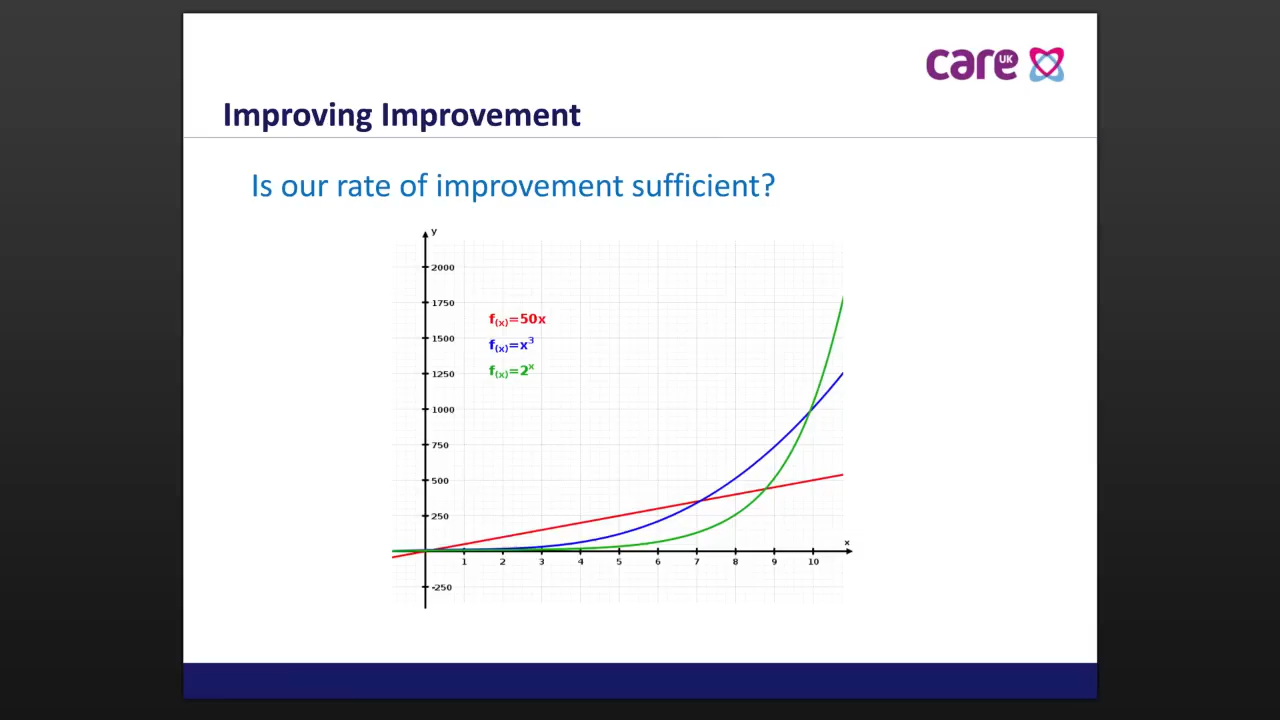 care UK
Improving Improvement
Is our rate of improvement sufficient?
y
2000
1750
f(x)=50x
1500
f(x)=x³
f(x)=2ˣ
1250
1000
750
500
250
x
1 2 3 4 5 6 7 8 9 10
-250